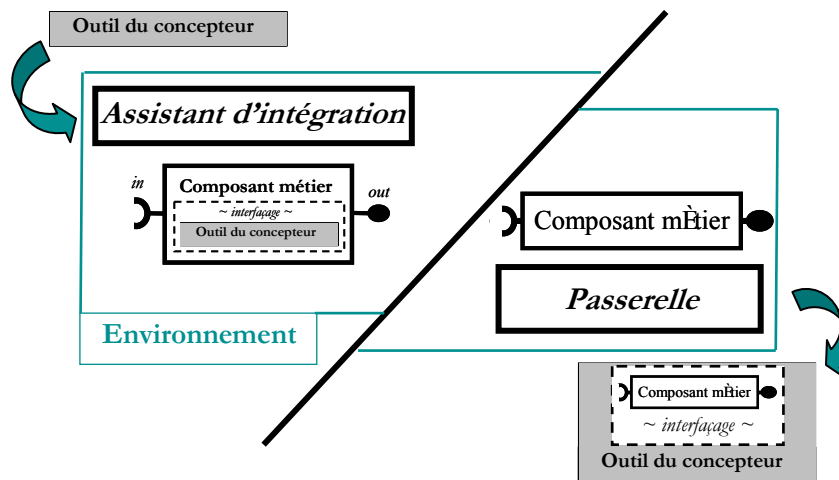 Outil du concepteur
Assistant d'intégration
in
Composant métier
out
~ interfaçage ~
Outil du concepteur
Environnement
Composant mÈtier
Passerelle
Composant mÈtier
~ interfaçage ~
Outil du concepteur